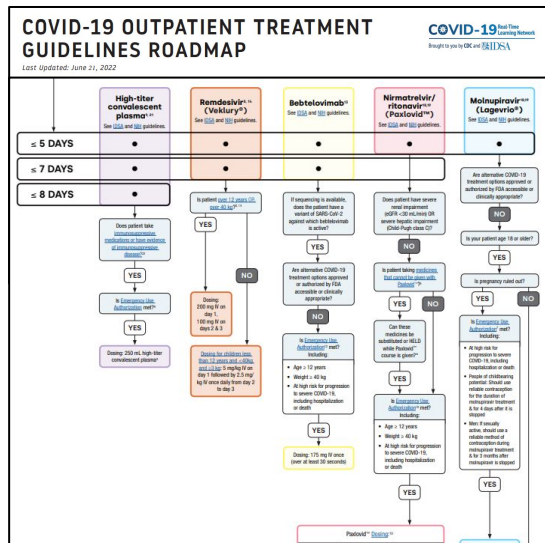 COVID-19 OUTPATIENT TREATMENT
GUIDELINES ROADMAP
Last Updated: June 21, 2022
COVID-19 Real-Time
Learning Network
Brought to you by CDC and IDSA
High-titer
convalescent
plasma
See IDSA and NIH guidelines.
Remdesivir
(Veklury®)
See IDSA and NIH guidelines.
Bebtelovimab
See IDSA and NIH guidelines.
Nirmatrelvir/
ritonavir
(Paxlovid™)
See IDSA and NIH guidelines.
Molnupiravir
(Lagevrio®)
See IDSA and NIH guidelines.
≤ 5 DAYS
≤ 7 DAYS
≤ 8 DAYS
Does patient take
immunosuppressive
medications or have evidence
of immunosuppressive
disease?
YES
Is Emergency Use
Authorization met?
YES
Dosing: 250 mL high-titer
convalescent plasma
Is patient over 12 years OR
over 40 kg?
YES
NO
Dosing:
200 mg IV on
day 1,
100 mg IV on
days 2 & 3
Dosing for children less
than 12 years and <40kg
and >3 kg: 5 mg/kg IV on
day 1 followed by 2.5 mg/
kg IV once daily from day 2
to day 3
If sequencing is available,
does the patient have a
variant of SARS-CoV-2
against which bebtelovimab
is active?
YES
Are alternative COVID-19
treatment options approved
or authorized by FDA
accessible or clinically
appropriate?
NO
Is Emergency Use
Authorization met?
Including:
• Age ≥ 12 years
• Weight ≥ 40 kg
• At high risk for progression
to severe COVID-19,
including hospitalization
or death
YES
Dosing: 175 mg IV once
(over at least 30 seconds)
Does patient have severe
renal impairment
(eGFR <30 mL/min) OR
severe hepatic impairment
(Child-Pugh class C)?
NO
Is patient taking medicines
that cannot be given with
Paxlovid™?
YES
NO
Can these
medicines be
substituted or HELD
while Paxlovid™
course is given?
YES
Is Emergency Use
Authorization met?
Including:
• Age ≥ 12 years
• Weight ≥ 40 kg
• At high risk for progression
to severe COVID-19,
including hospitalization
or death
YES
Paxlovid™ Dosing
Are alternative COVID-19
treatment options approved or
authorized by FDA accessible or
clinically appropriate?
NO
Is your patient age 18 or older?
YES
Is pregnancy ruled out?
YES
NO
Is Emergency Use
Authorization met?
Including:
• At high risk for
progression to severe
COVID-19, including
hospitalization or death
• People of childbearing
potential: Should use
reliable contraception for
the duration of
molnupiravir treatment
& for 4 days after it is
stopped
• Men: If sexually
active, should use a
reliable method of
contraception during
molnupiravir treatment
& for 3 months after
molnupiravir is stopped
YES